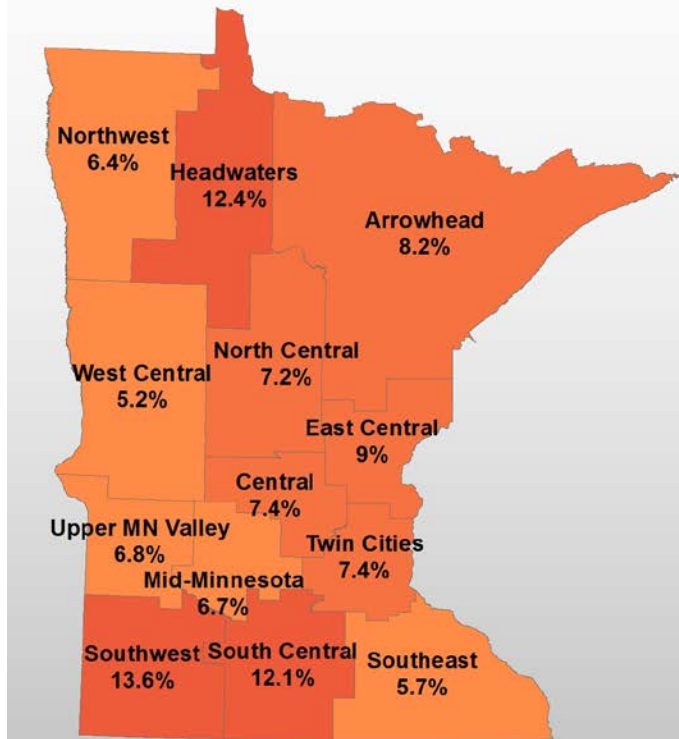 Northwest
6.4%
Headwaters
12.4%
Arrowhead
8.2%
West Central
5.2%
North Central
7.2%
East Central
9%
Central
7.4%
Upper MN Valley
6.8%
Twin Cities
7.4%
Mid-Minnesota
6.7%
Southwest
13.6%
South Central
12.1%
Southeast
5.7%